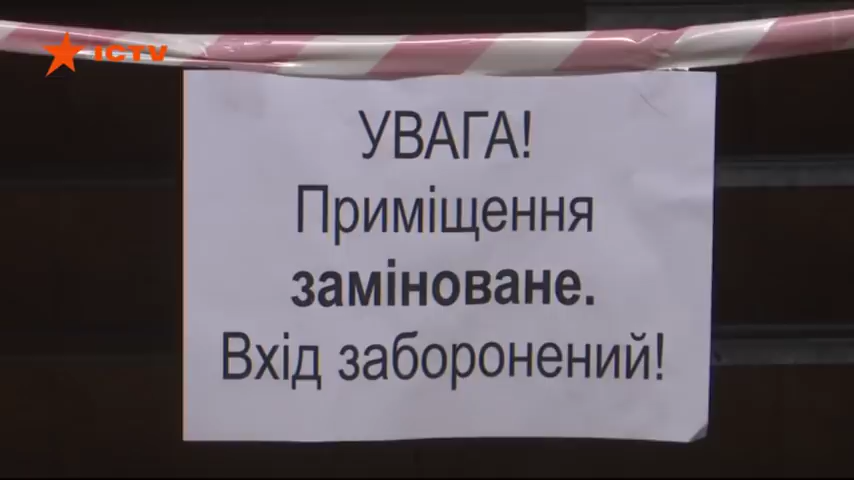 ICTV
УВАГА!
Приміщення
заміноване.
Вхід заборонений!